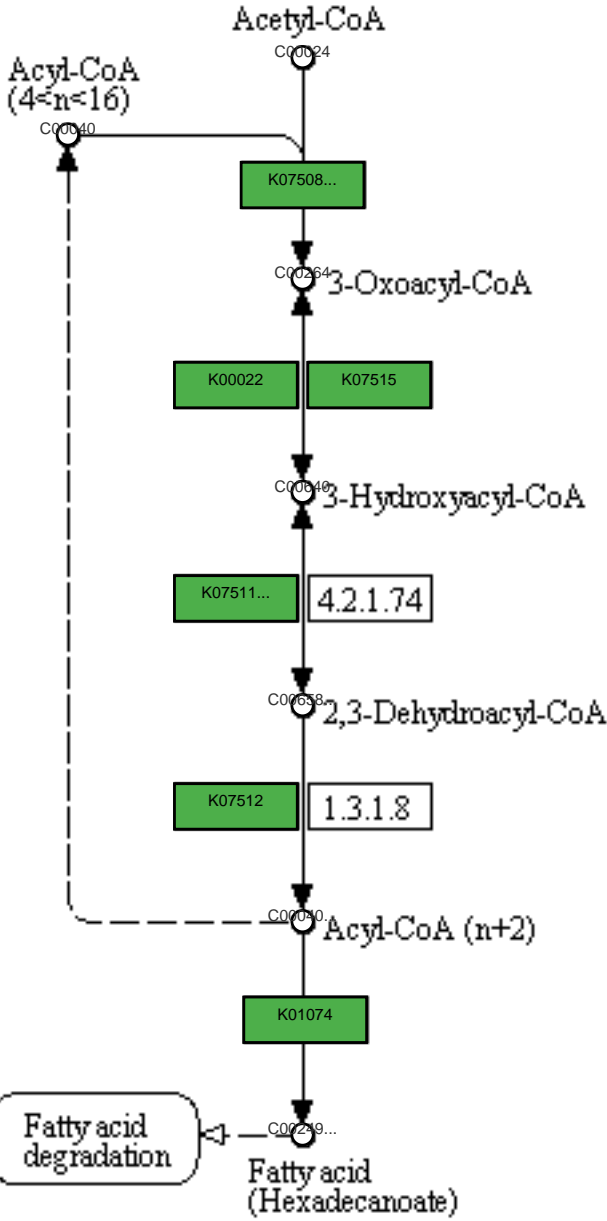 Acetyl-CoA
C00024
Acyl-CoA
(4<n<16)
C00040
K07508...
C00264
3-Oxoacyl-CoA
K00022
K07515
C00640
3-Hydroxyacyl-CoA
K07511...
4.2.1.74
C00658...
2,3-Dehydroacyl-CoA
K07512
1.3.1.8
C00040...
Acyl-CoA (n+2)
K01074
C00249...
Fatty acid
degradation
Fatty acid
(Hexadecanoate)